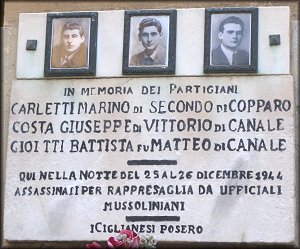 IN MEMORIA DEI PARTIGIANI
CARLETTI MARINO DI SECONDO DI COPPARO
COSTA GIUSEPPE DI VITTORIO DI CANALE
GIOITTI BATTISTA FU MATTEO DI CANALE
QUI NELLA NOTTE DEL 25 AL 26 DICEMBRE 1944
ASSASSINATI PER RAPPRESAGLIA DA UFFICIALI
MUSSOLINIANI
I CIGLIANESI POSERO